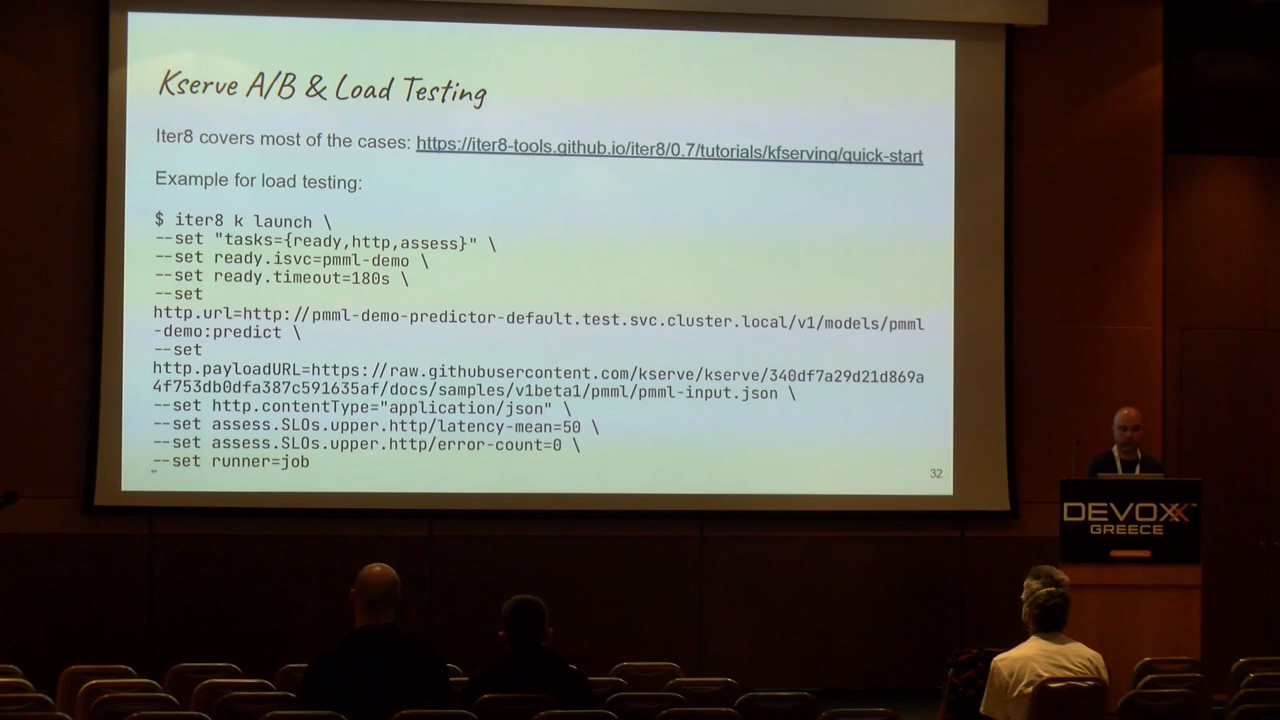 Kserve A/B & Load Testing
Iter8 covers most of the cases: https://iter8-tools.github.io/iter8/0.7/tutorials/kfserving/quick-start
Example for load testing:
$ iter8 k launch \
--set "tasks={ready,http,assess}" \
--set ready.isvc=pmml-demo \
--set ready.timeout=180s \
--set
http.url=http://pmml-demo-predictor-default.test.svc.cluster.local/v1/models/pmml
-demo:predict \
--set
http.payloadURL=https://raw.githubusercontent.com/kserve/kserve/340df7a29d21d869a
4f753db0dfa387c591635af/docs/samples/v1beta1/pmml/pmml-input.json \
--set http.contentType="application/json" \
--set assess.SLOs.upper.http/latency-mean=50 \
--set assess.SLOs.upper.http/error-count=0 \
--set runner=job
32
DEVOXX
GREECE